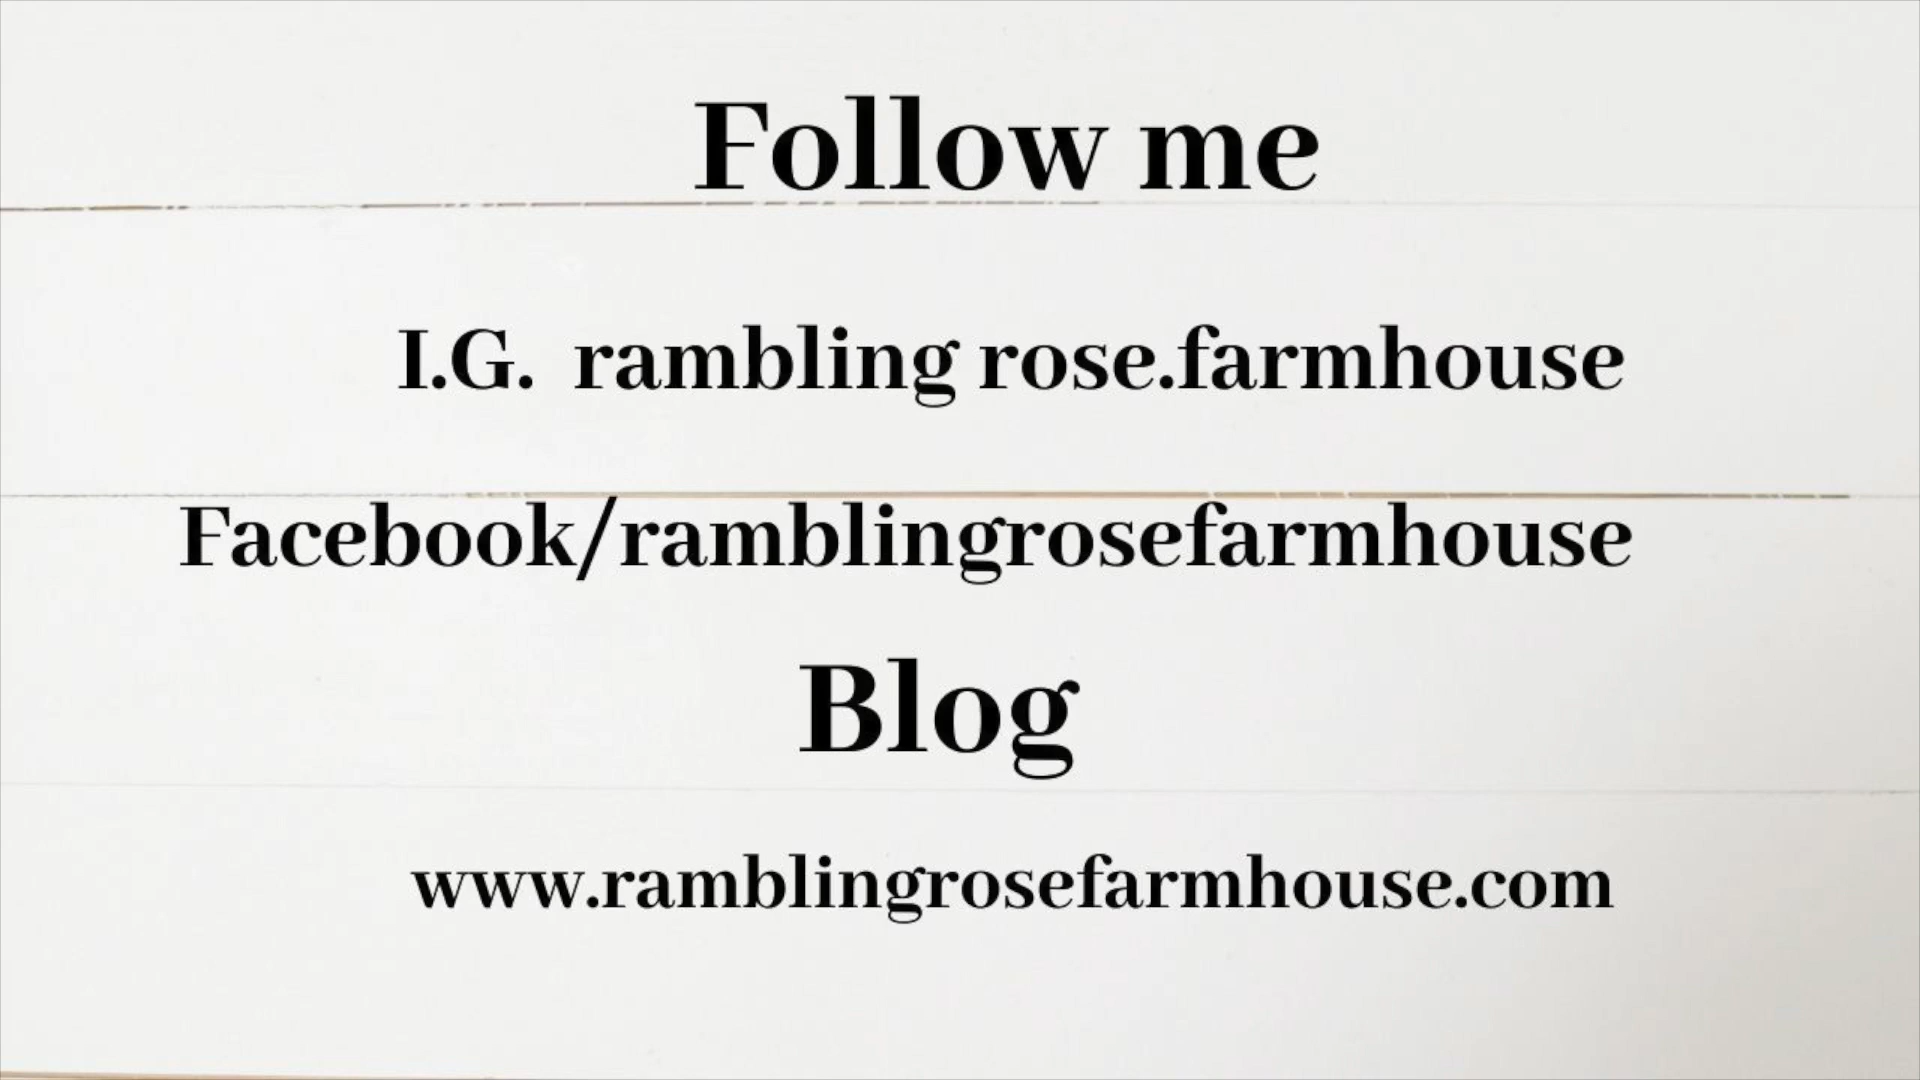 Follow me
I.G. rambling rose.farmhouse
Facebook/ramblingrosefarmhouse
Blog
www.ramblingrosefarmhouse.com